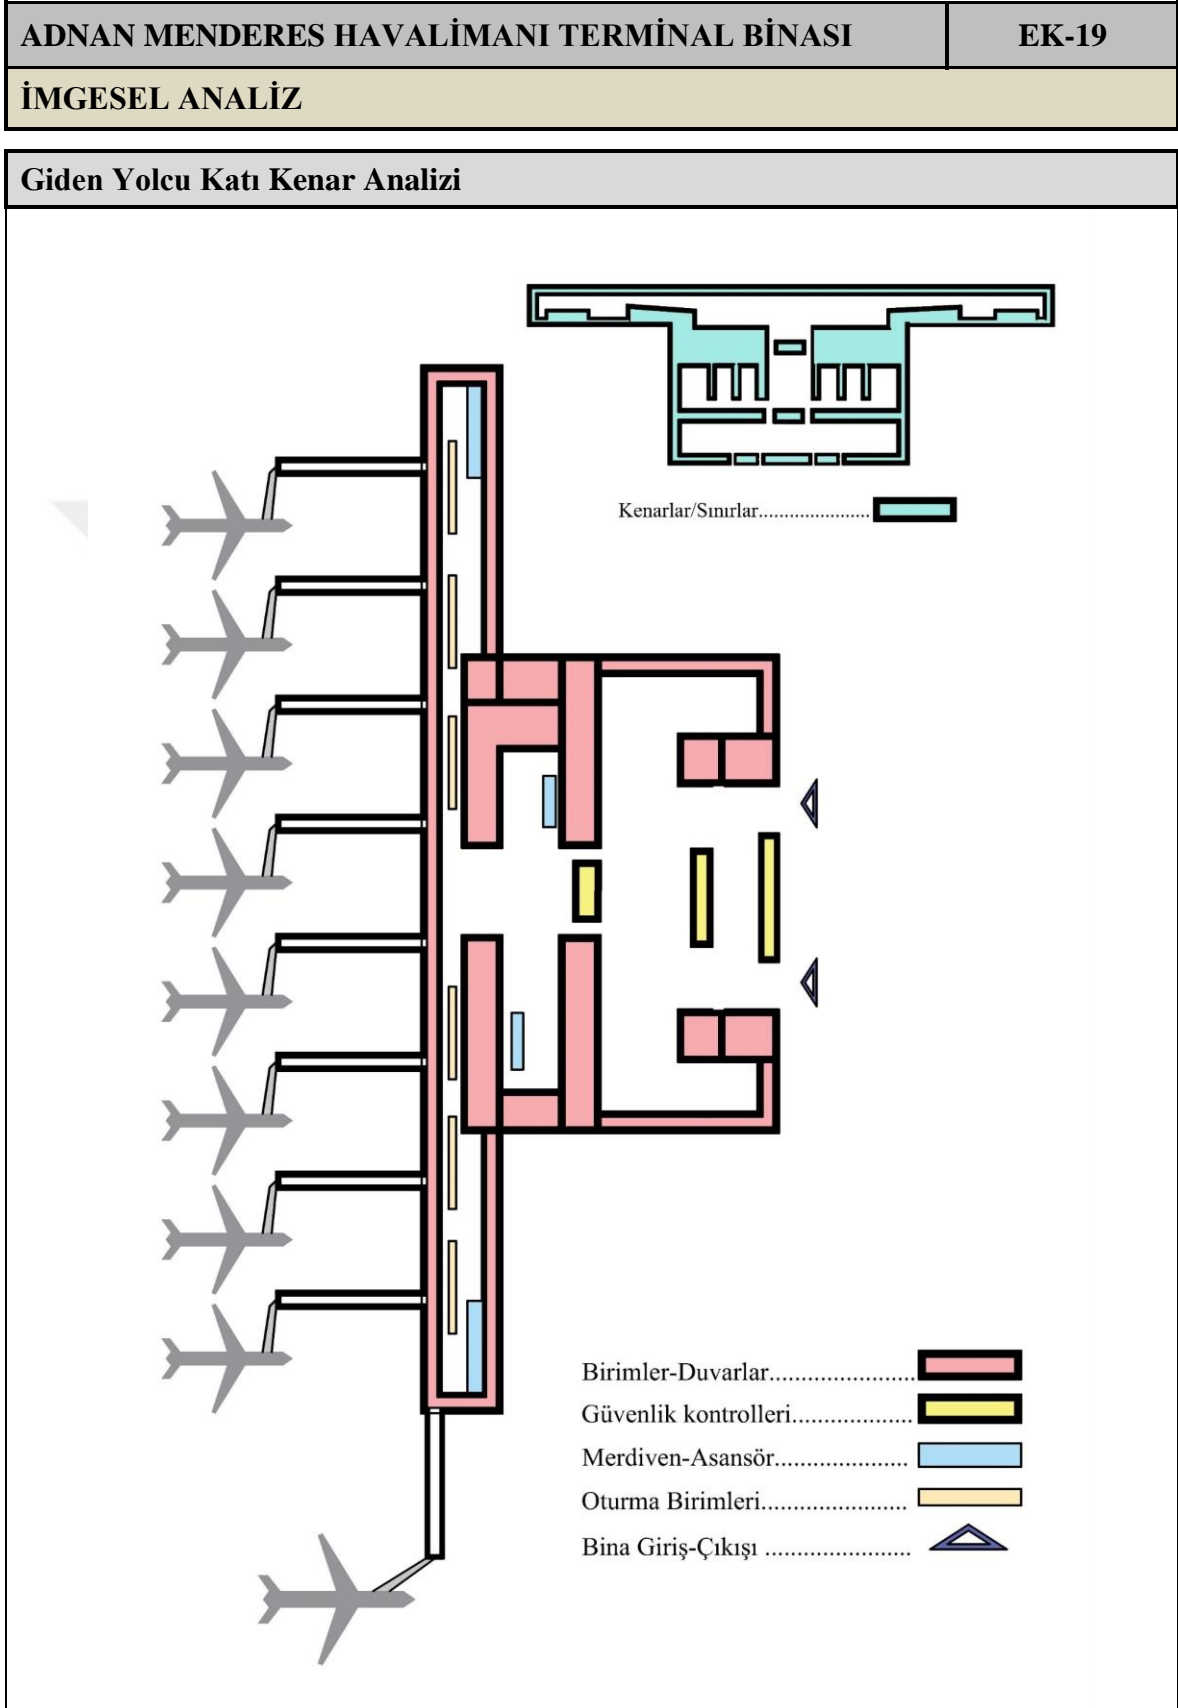 ADNAN MENDERES HAVALİMANI TERMİNAL BİNASI EK-19
İMGESEL ANALİZ
Giden Yolcu Katı Kenar Analizi
Kenarlar/Sınırlar......................
Birimler-Duvarlar.......................
Güvenlik kontrolleri...................
Merdiven-Asansör.....................
Oturma Birimleri.......................
Bina Giriş-Çıkışı .......................